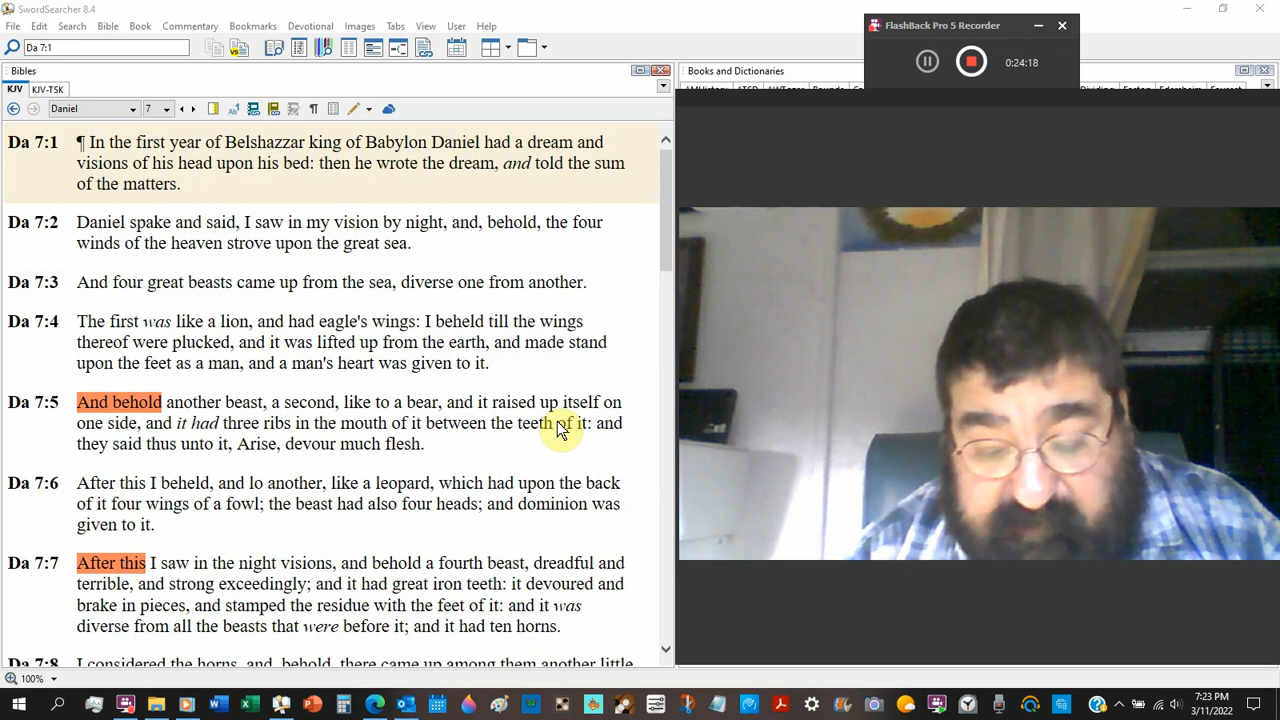 SwordSearcher 8.4
File Edit Search Bible Book Commentary Bookmarks Devotional Images Tabs View User Help
Da 7:1
FlashBack Pro 5 Recorder
0:24:18
Bibles
Books and Dictionaries
KJV KJV-TSK
Daniel 7
Da 7:1 ¶ In the first year of Belshazzar king of Babylon Daniel had a dream and
visions of his head upon his bed: then he wrote the dream, and told the sum
of the matters.
Da 7:2 Daniel spake and said, I saw in my vision by night, and, behold, the four
winds of the heaven strove upon the great sea.
Da 7:3 And four great beasts came up from the sea, diverse one from another.
Da 7:4 The first was like a lion, and had eagle's wings: I beheld till the wings
thereof were plucked, and it was lifted up from the earth, and made stand
upon the feet as a man, and a man's heart was given to it.
Da 7:5 And behold another beast, a second, like to a bear, and it raised up itself on
one side, and it had three ribs in the mouth of it between the teeth of it: and
they said thus unto it, Arise, devour much flesh.
Da 7:6 After this I beheld, and lo another, like a leopard, which had upon the back
of it four wings of a fowl; the beast had also four heads; and dominion was
given to it.
Da 7:7 After this I saw in the night visions, and behold a fourth beast, dreadful and
terrible, and strong exceedingly; and it had great iron teeth: it devoured and
brake in pieces, and stamped the residue with the feet of it: and it was
diverse from all the beasts that were before it; and it had ten horns.
Da 7:8 I considered the horns, and, behold, there came up among them another little
100%
7:23 PM
3/11/2022